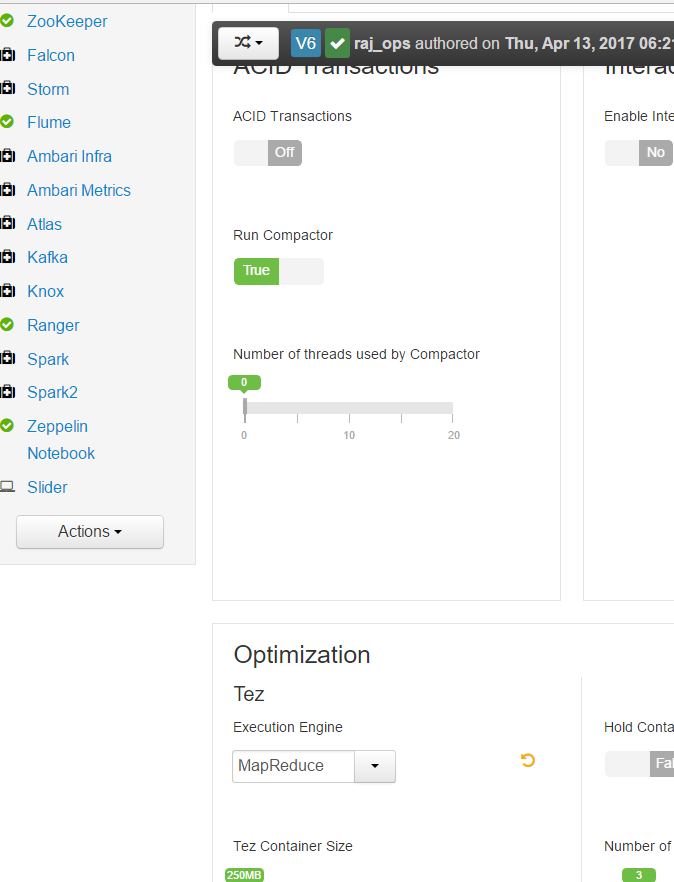 ZooKeeper
Falcon
Storm
Flume
Ambari Infra
Ambari Metrics
Atlas
Kafka
Knox
Ranger
Spark
Spark2
Zeppelin
Notebook
Slider
Actions
V6 raj_ops authored on Thu, Apr 13, 2017 06:21
ACID Transactions
Interac
ACID Transactions
Off
Enable Inte
No
Run Compactor
True
Number of threads used by Compactor
0
0 10 20
Optimization
Tez
Execution Engine
MapReduce
Hold Conta
Fal
Tez Container Size
250MB
Number of
3